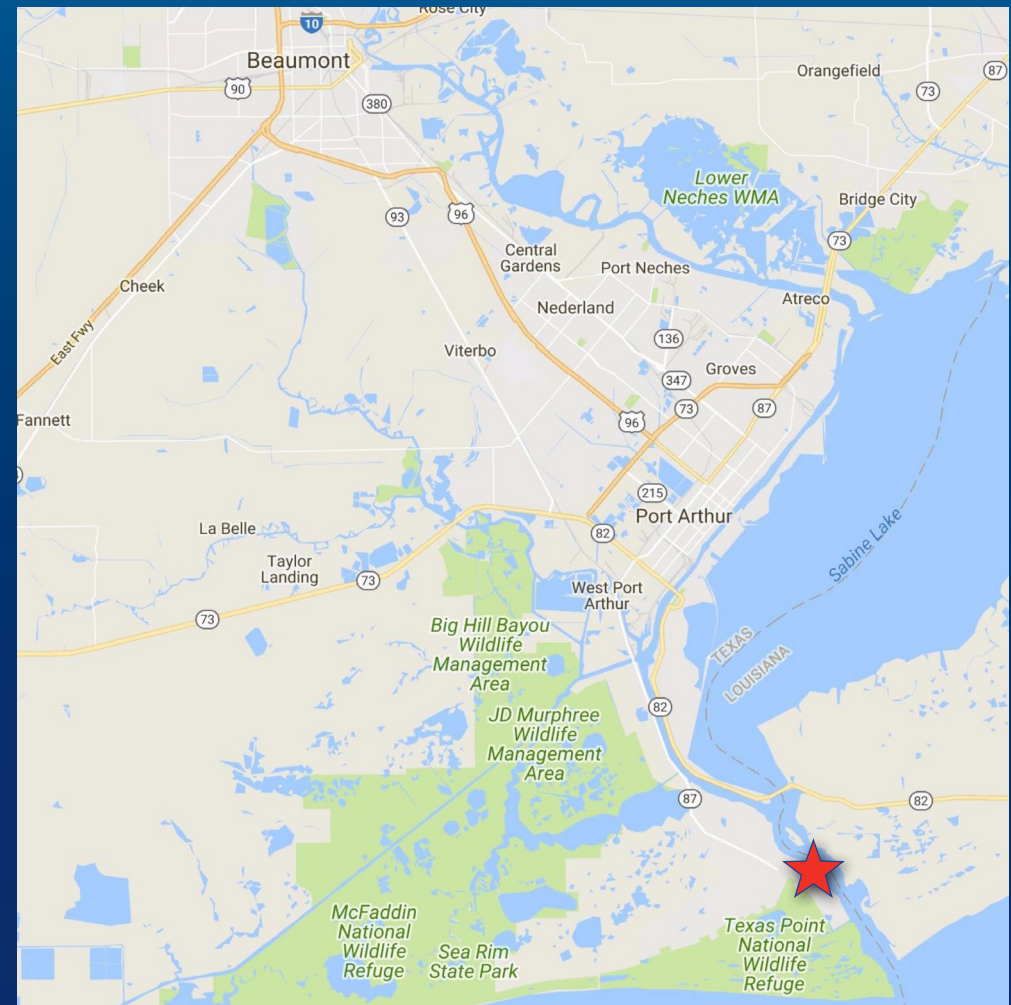 Rose City
10
Beaumont
Orangefield
87
90
73
380
Lower
Neches WMA
Bridge City
93
96
73
Central
Gardens
Port Neches
Cheek
Atreco
Nederland
East Fwy
136
Viterbo
Groves
347
73
87
Fannett
96
215
Port Arthur
La Belle
82
Sabine Lake
Taylor
Landing
73
West Port
Arthur
73
Big Hill Bayou
Wildlife
Management
Area
TEXAS
LOUISIANA
82
JD Murphree
Wildlife
Management
Area
87
82
McFaddin
National
Wildlife
Refuge
Sea Rim
State Park
Texas Point
National
Wildlife
Refuge